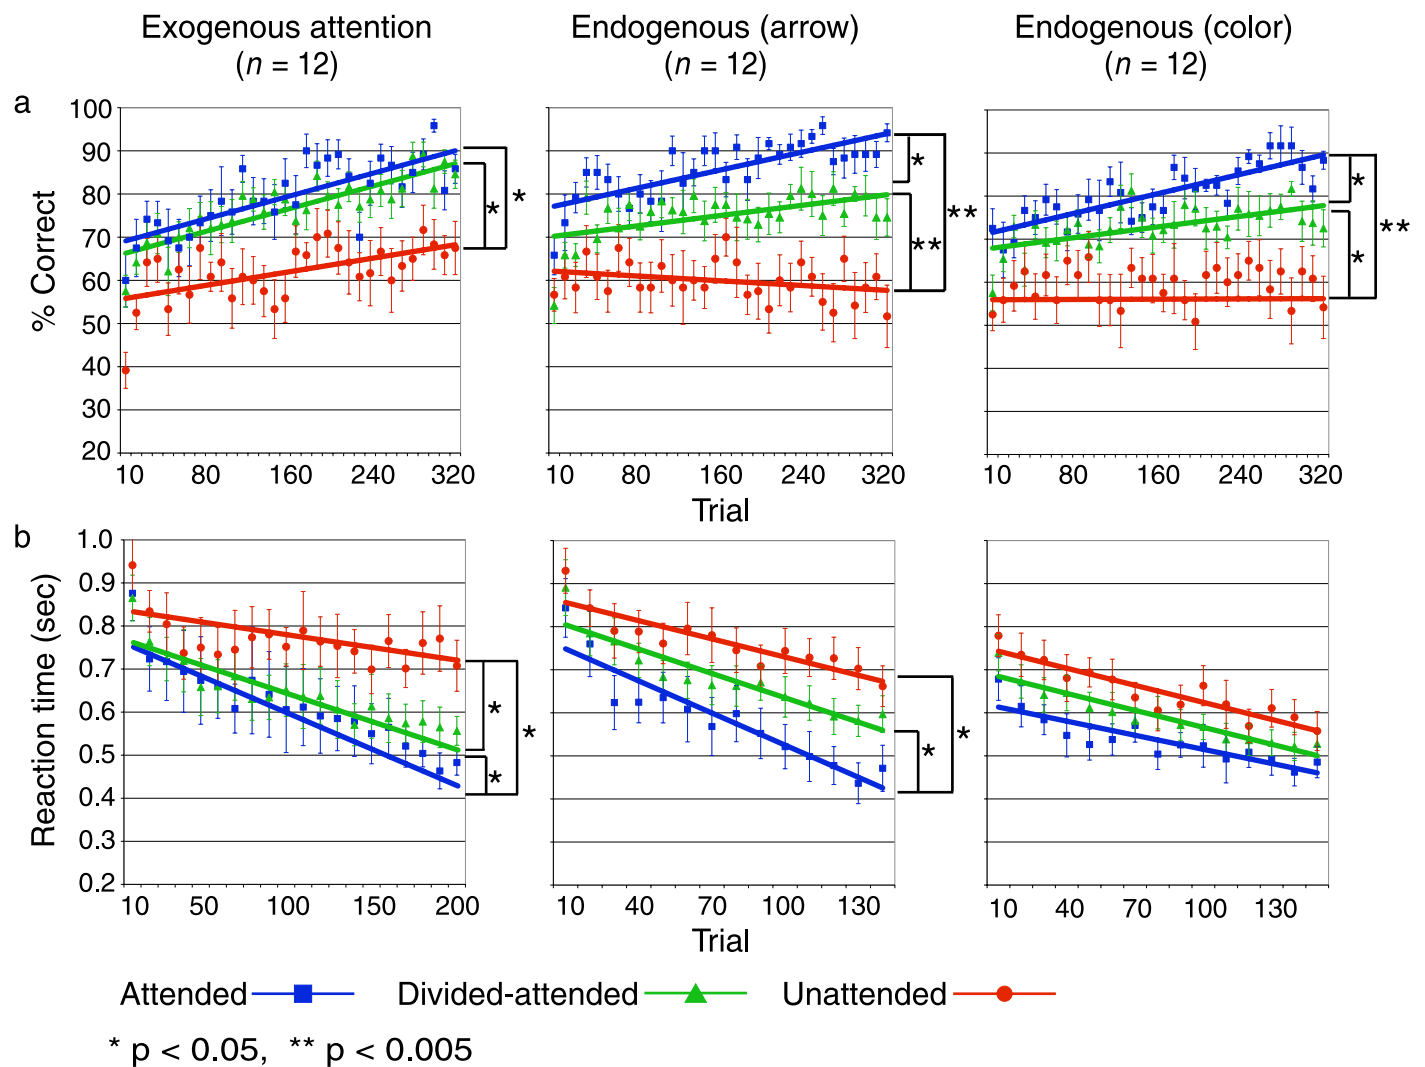 Exogenous attention
(n = 12)
Endogenous (arrow)
(n = 12)
Endogenous (color)
(n = 12)
a
% Correct
100
90
80
70
60
50
40
30
20
10 80 160 240 320
10 80 160 240 320
10 80 160 240 320
* *
* ** **
* * **
Trial
b
Reaction time (sec)
1.0
0.9
0.8
0.7
0.6
0.5
0.4
0.3
0.2
10 50 100 150 200
10 40 70 100 130
10 40 70 100 130
* * *
* *
Trial
Attended Divided-attended Unattended
* p < 0.05, ** p < 0.005